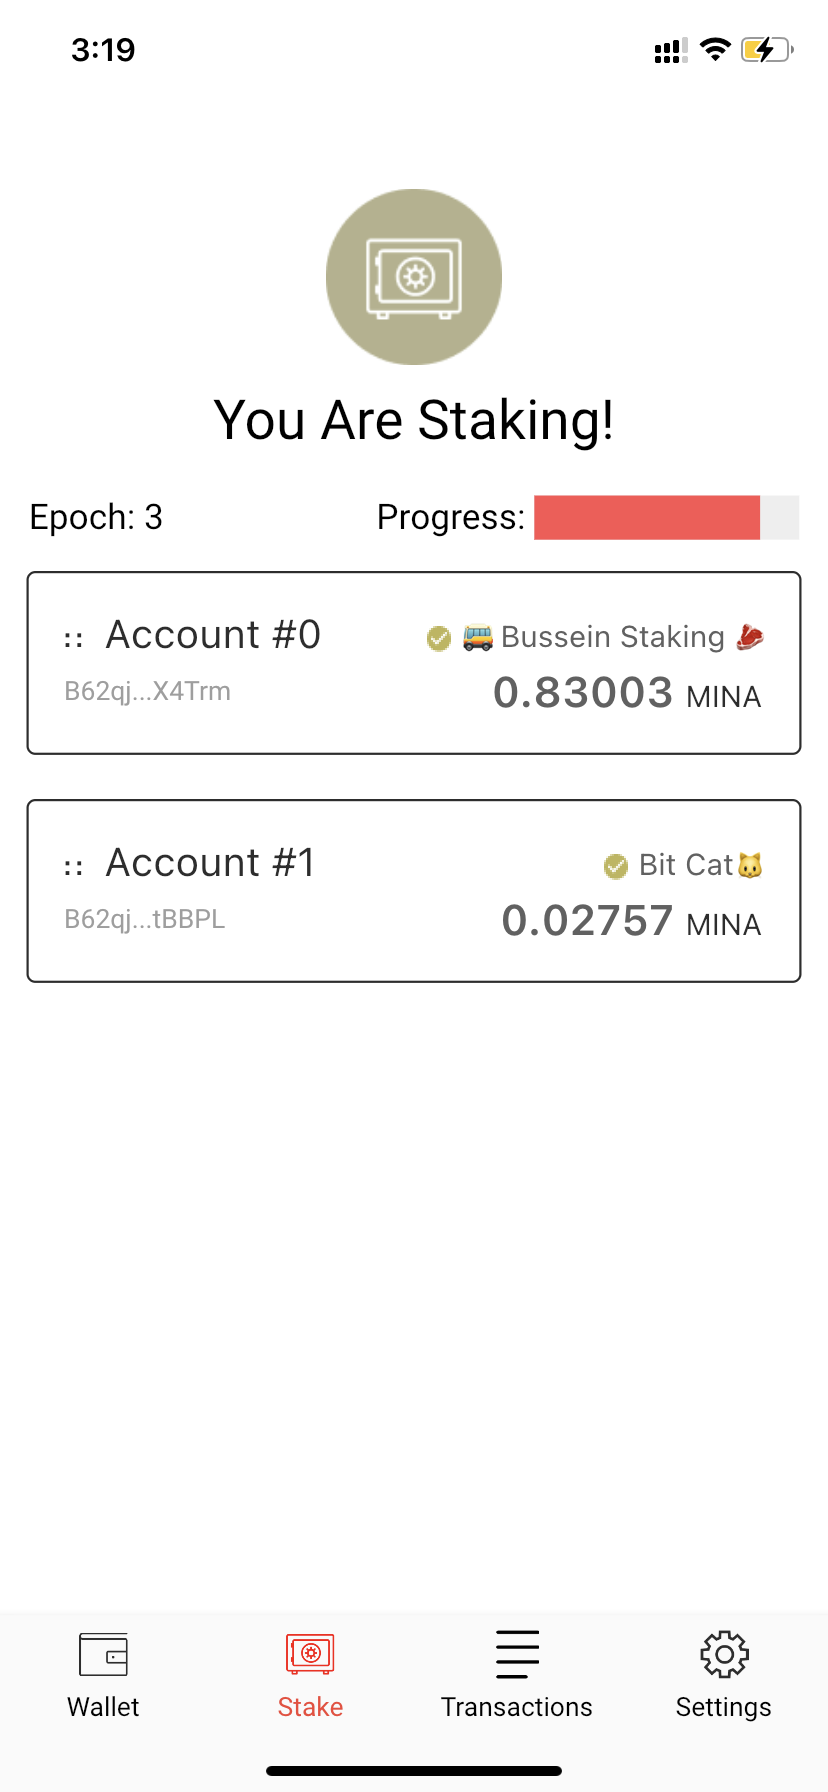 3:19
You Are Staking!
Epoch: 3 Progress:
:: Account #0 🚐 Bussein Staking 🥩
B62qj...X4Trm 0.83003 MINA
:: Account #1 Bit Cat🐱
B62qj...tBBPL 0.02757 MINA
Wallet Stake Transactions Settings